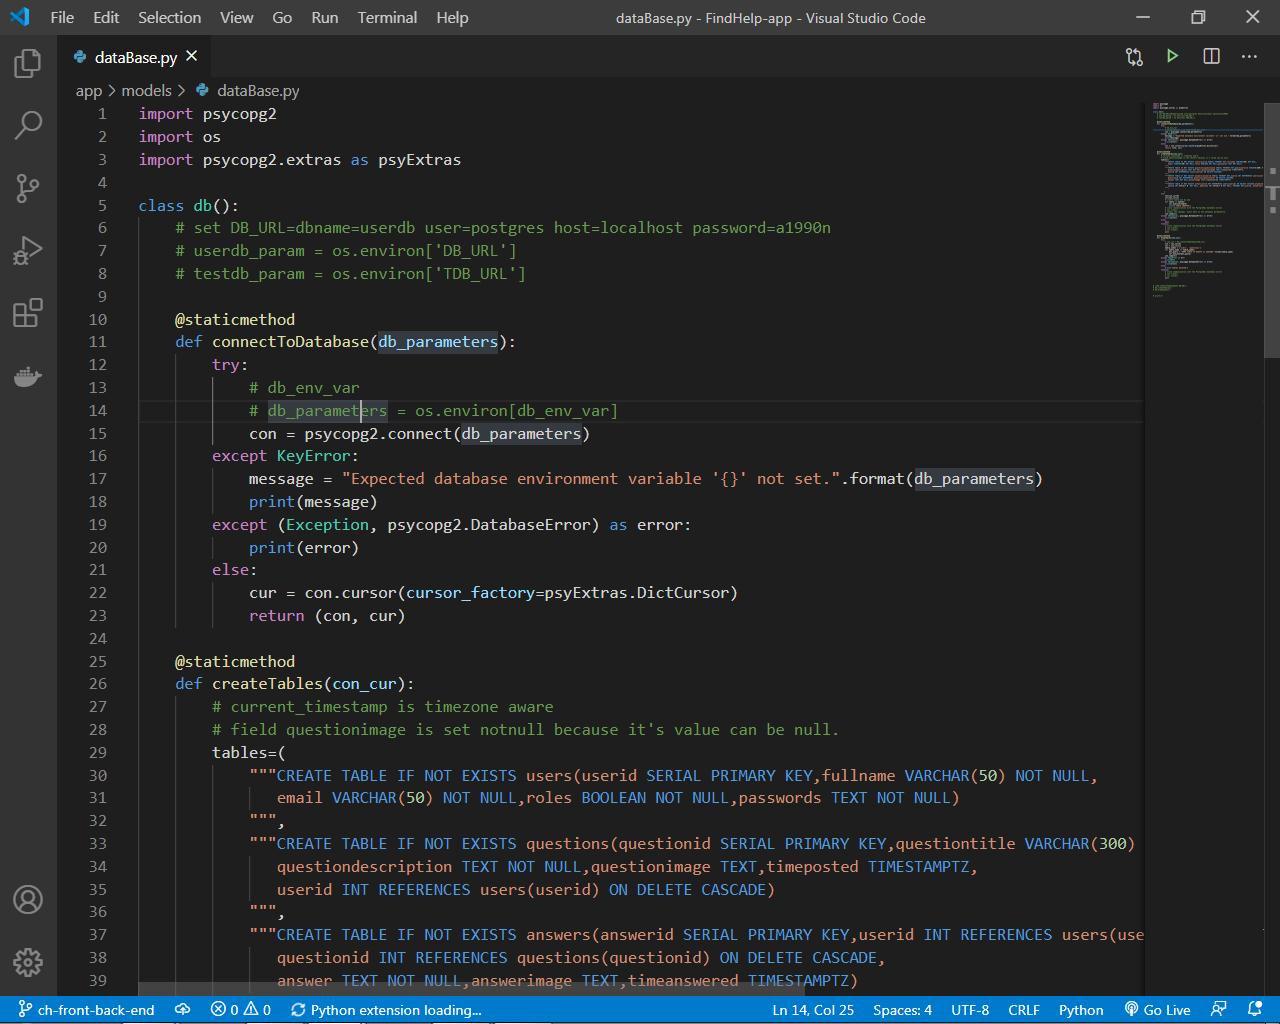 File Edit Selection View Go Run Terminal Help dataBase.py - FindHelp-app - Visual Studio Code
dataBase.py
app > models > dataBase.py
1 import psycopg2
2 import os
3 import psycopg2.extras as psyExtras
4
5 class db():
6 # set DB_URL=dbname=userdb user=postgres host=localhost password=a1990n
7 # userdb_param = os.environ['DB_URL']
8 # testdb_param = os.environ['TDB_URL']
9
10 @staticmethod
11 def connectToDatabase(db_parameters):
12 try:
13 # db_env_var
14 # db_parameters = os.environ[db_env_var]
15 con = psycopg2.connect(db_parameters)
16 except KeyError:
17 message = "Expected database environment variable '{}' not set.".format(db_parameters)
18 print(message)
19 except (Exception, psycopg2.DatabaseError) as error:
20 print(error)
21 else:
22 cur = con.cursor(cursor_factory=psyExtras.DictCursor)
23 return (con, cur)
24
25 @staticmethod
26 def createTables(con_cur):
27 # current_timestamp is timezone aware
28 # field questionimage is set notnull because it's value can be null.
29 tables=(
30 """CREATE TABLE IF NOT EXISTS users(userid SERIAL PRIMARY KEY,fullname VARCHAR(50) NOT NULL,
31 email VARCHAR(50) NOT NULL,roles BOOLEAN NOT NULL,passwords TEXT NOT NULL)
32 """,
33 """CREATE TABLE IF NOT EXISTS questions(questionid SERIAL PRIMARY KEY,questiontitle VARCHAR(300)
34 questiondescription TEXT NOT NULL,questionimage TEXT,timeposted TIMESTAMPTZ,
35 userid INT REFERENCES users(userid) ON DELETE CASCADE)
36 """,
37 """CREATE TABLE IF NOT EXISTS answers(answerid SERIAL PRIMARY KEY,userid INT REFERENCES users(use
38 questionid INT REFERENCES questions(questionid) ON DELETE CASCADE,
39 answer TEXT NOT NULL,answerimage TEXT,timeanswered TIMESTAMPTZ)
ch-front-back-end 0 0 Python extension loading... Ln 14, Col 25 Spaces: 4 UTF-8 CRLF Python Go Live